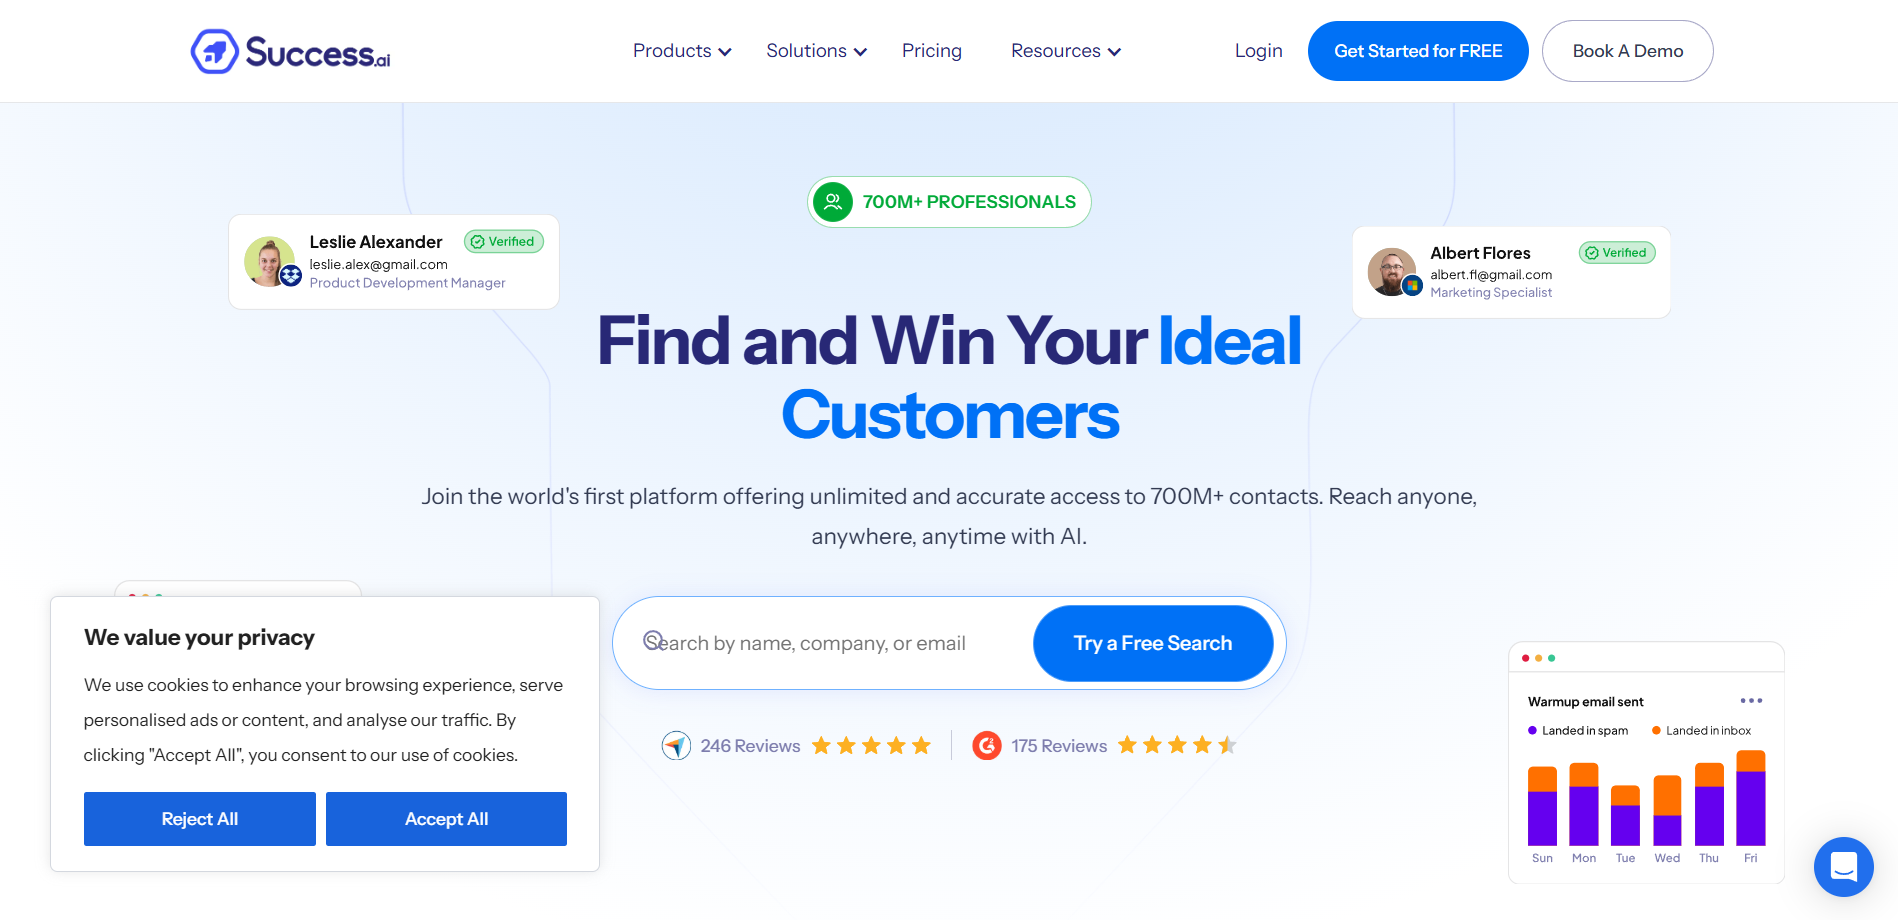 Success.ai
Products
Solutions
Pricing
Resources
Login
Get Started for FREE
Book A Demo
700M+ PROFESSIONALS
Leslie Alexander
Verified
leslie.alex@gmail.com
Product Development Manager
Albert Flores
Verified
albert.fl@gmail.com
Marketing Specialist
Find and Win Your Ideal
Customers
Join the world's first platform offering unlimited and accurate access to 700M+ contacts. Reach anyone,
anywhere, anytime with AI.
Search by name, company, or email
Try a Free Search
246 Reviews
175 Reviews
We value your privacy
We use cookies to enhance your browsing experience, serve
personalised ads or content, and analyse our traffic. By
clicking "Accept All", you consent to our use of cookies.
Reject All
Accept All
Warmup email sent
Landed in spam
Landed in inbox
Sun Mon Tue Wed Thu Fri